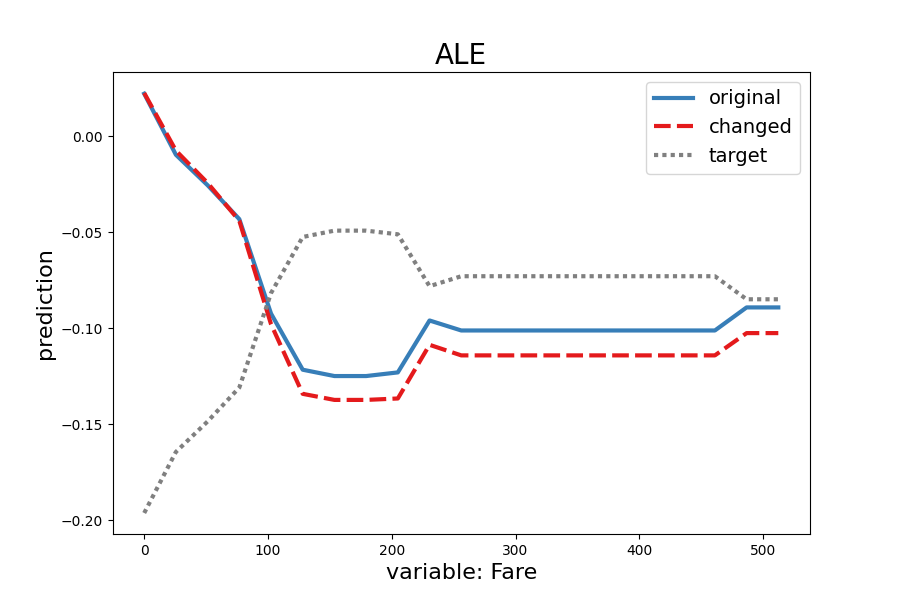 ALE
original
changed
target
prediction
0.00
−0.05
−0.10
−0.15
−0.20
0 100 200 300 400 500
variable: Fare